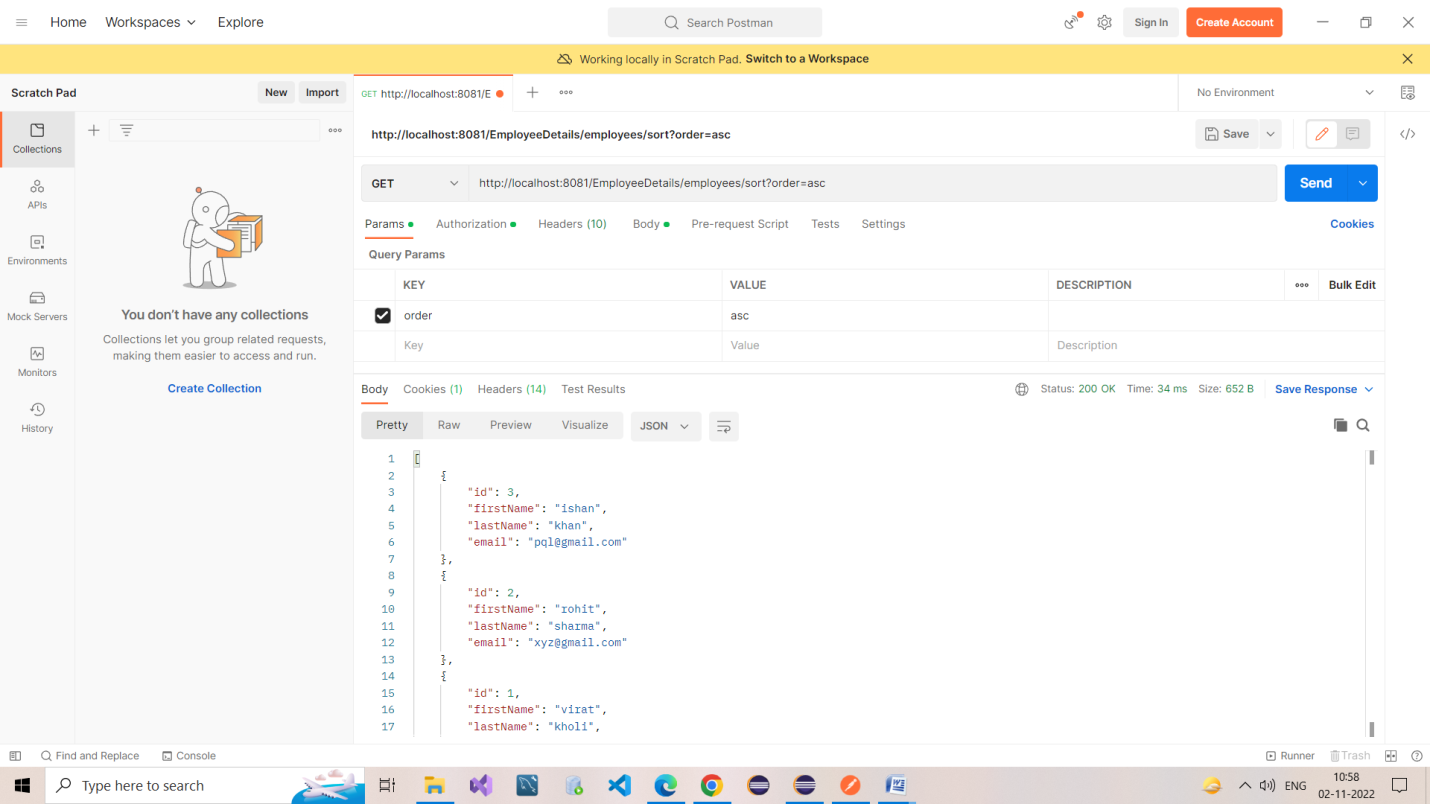 Home Workspaces Explore Search Postman Sign In Create Account
Working locally in Scratch Pad. Switch to a Workspace
Scratch Pad New Import GET http://localhost:8081/E No Environment
http://localhost:8081/EmployeeDetails/employees/sort?order=asc Save
Collections
APIs
Environments
Mock Servers
Monitors
History
You don't have any collections
Collections let you group related requests,
making them easier to access and run.
Create Collection
GET http://localhost:8081/EmployeeDetails/employees/sort?order=asc Send
Params Authorization Headers (10) Body Pre-request Script Tests Settings Cookies
Query Params
KEY VALUE DESCRIPTION Bulk Edit
order asc
Key Value Description
Body Cookies (1) Headers (14) Test Results Status: 200 OK Time: 34 ms Size: 652 B Save Response
Pretty Raw Preview Visualize JSON
1 [
2 {
3 "id": 3,
4 "firstName": "ishan",
5 "lastName": "khan",
6 "email": "pql@gmail.com"
7 },
8 {
9 "id": 2,
10 "firstName": "rohit",
11 "lastName": "sharma",
12 "email": "xyz@gmail.com"
13 },
14 {
15 "id": 1,
16 "firstName": "virat",
17 "lastName": "kholi",
Find and Replace Console Runner Trash
Type here to search ENG 10:58
02-11-2022